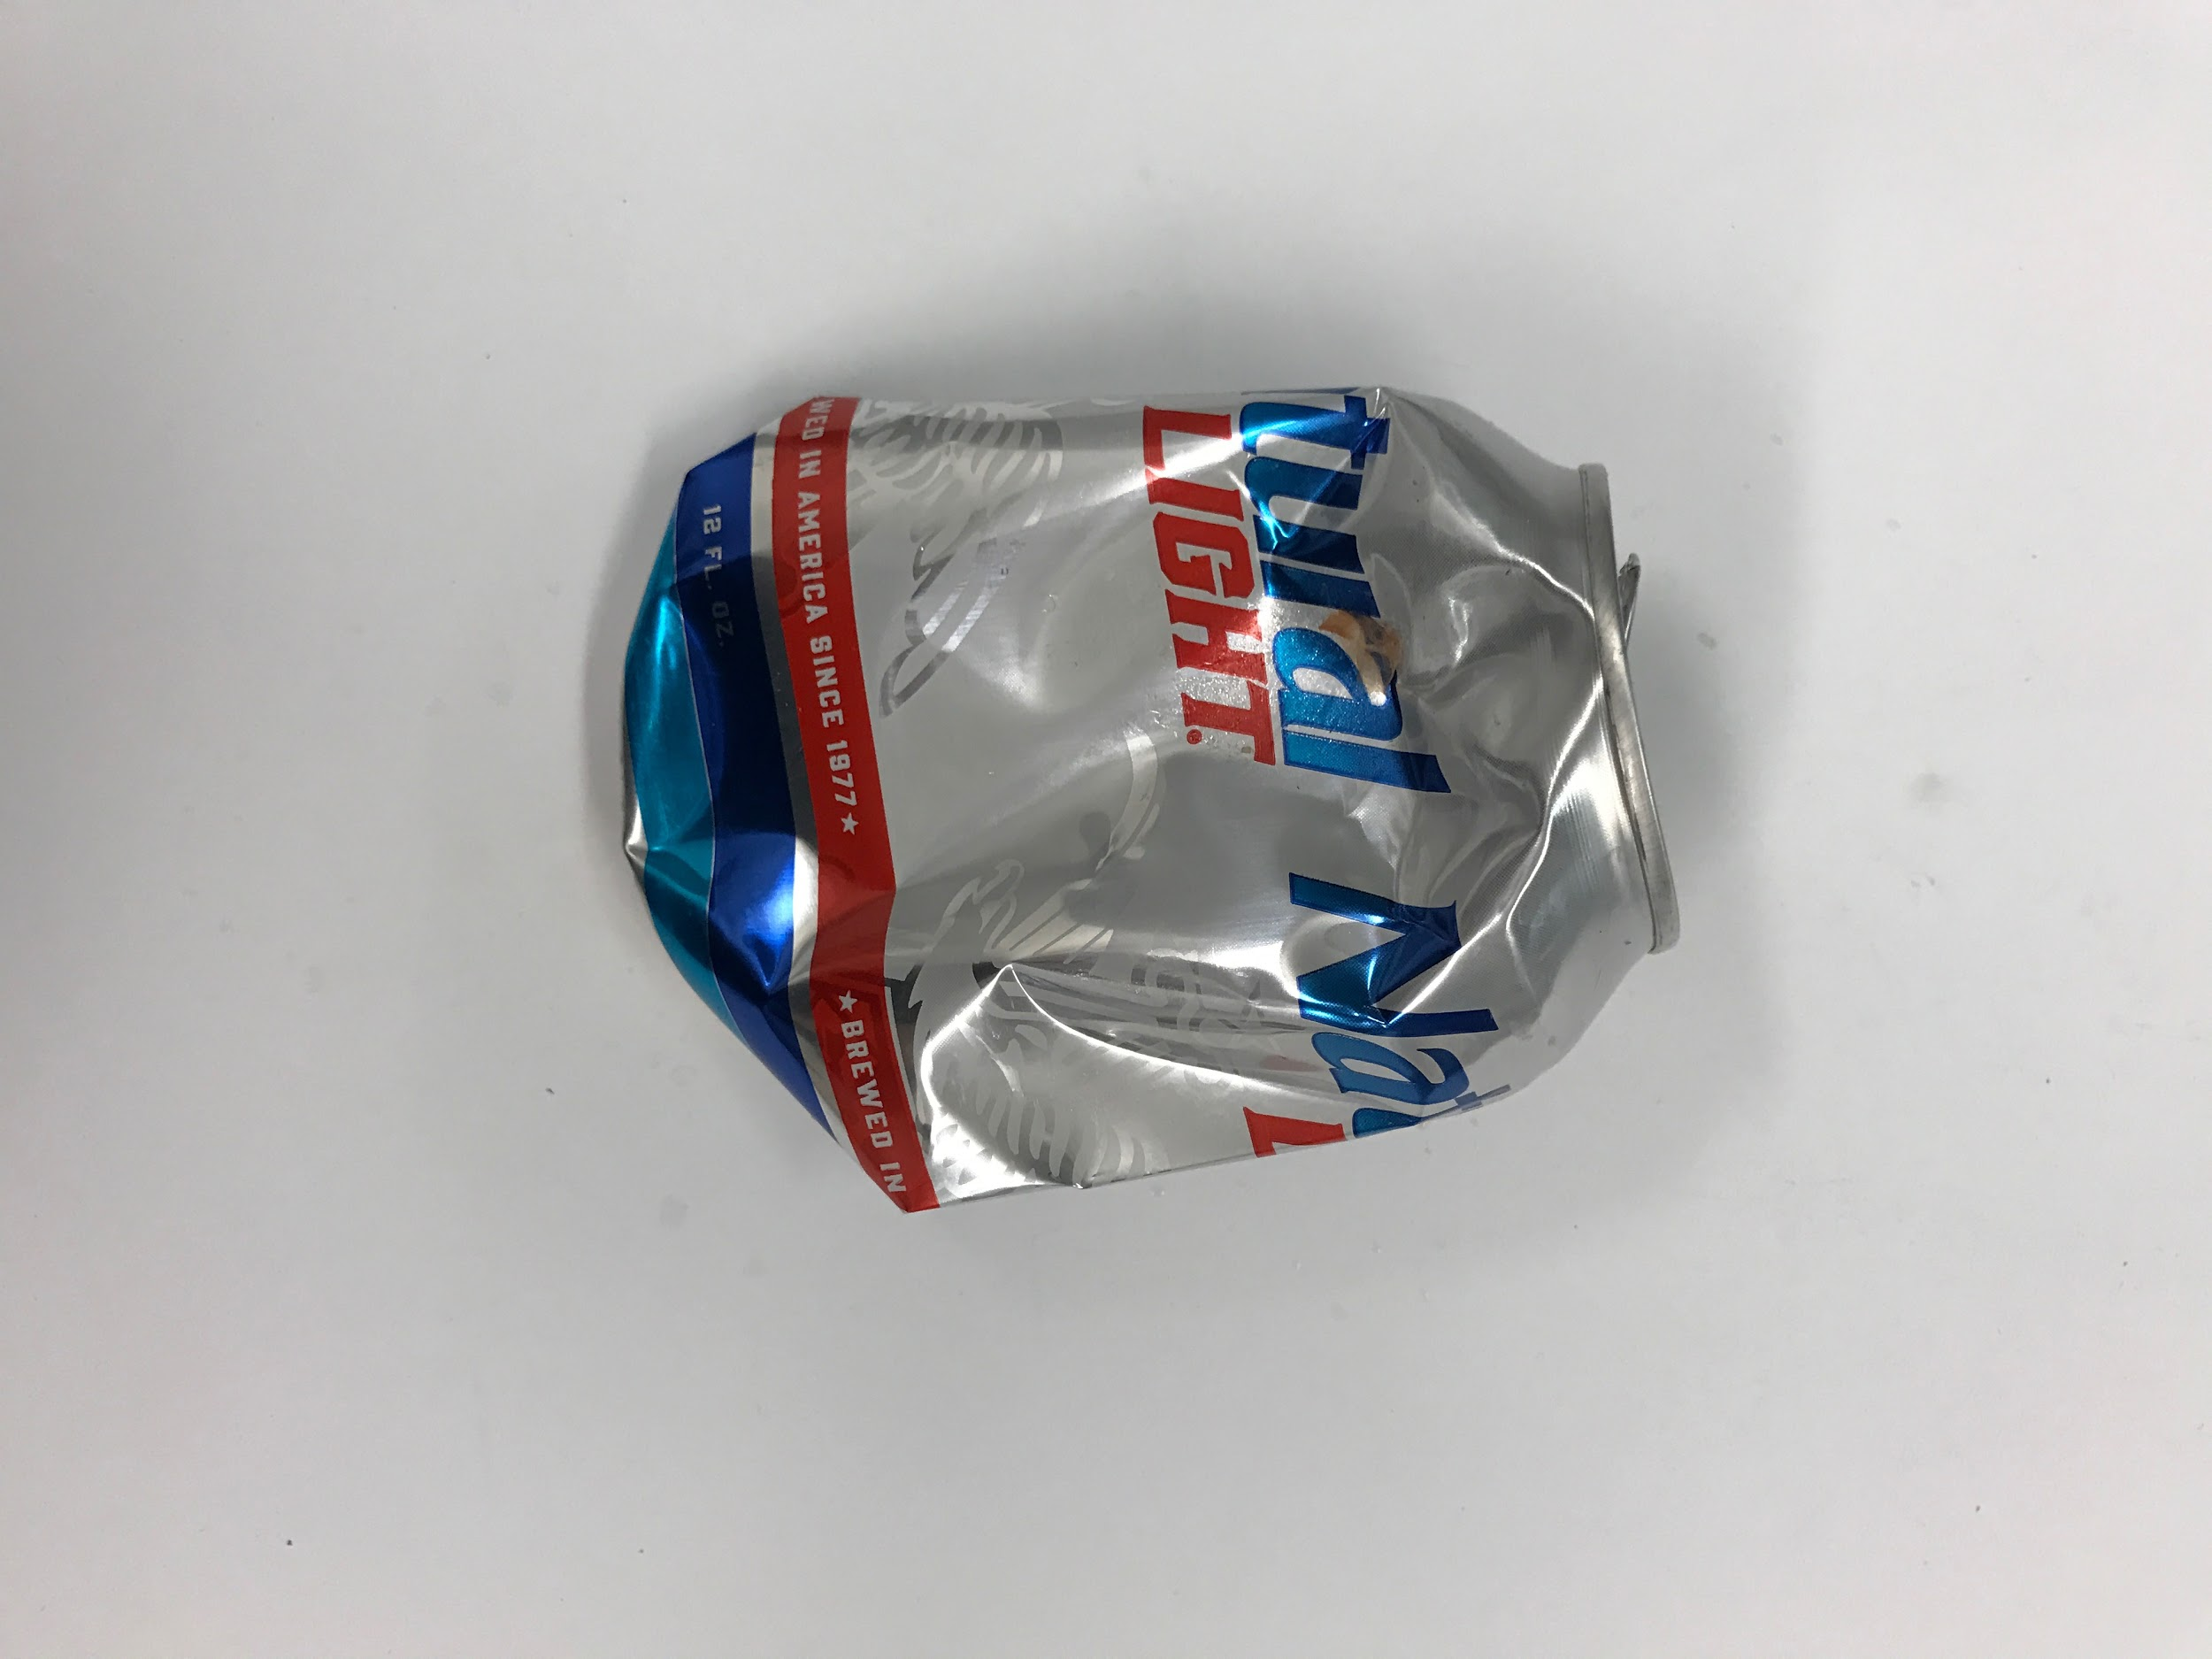 tural
LIGHT®
Nat
L
WED IN AMERICA SINCE 1977 ★ ★ BREWED IN
12 FL. OZ.